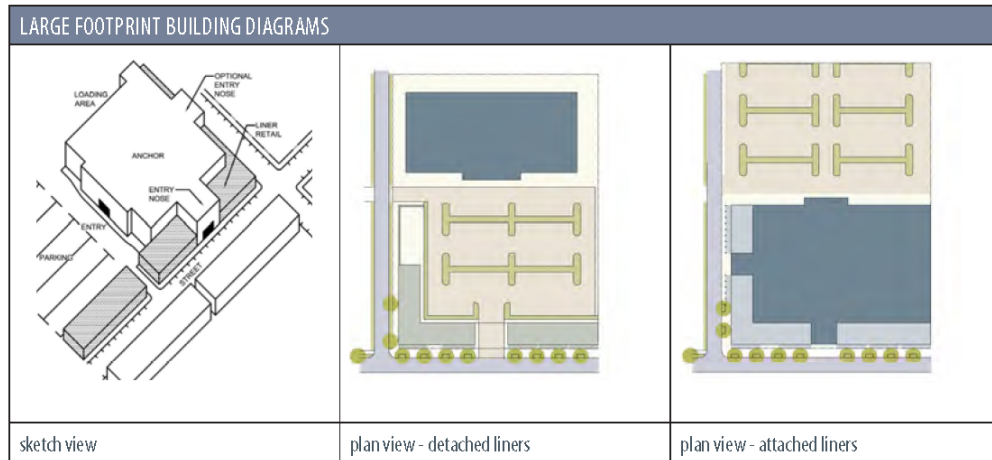 LARGE FOOTPRINT BUILDING DIAGRAMS
OPTIONAL
ENTRY
NOSE
LOADING
AREA
LINER
RETAIL
ANCHOR
ENTRY
NOSE
ENTRY
PARKING
STREET
sketch view
plan view - detached liners
plan view - attached liners